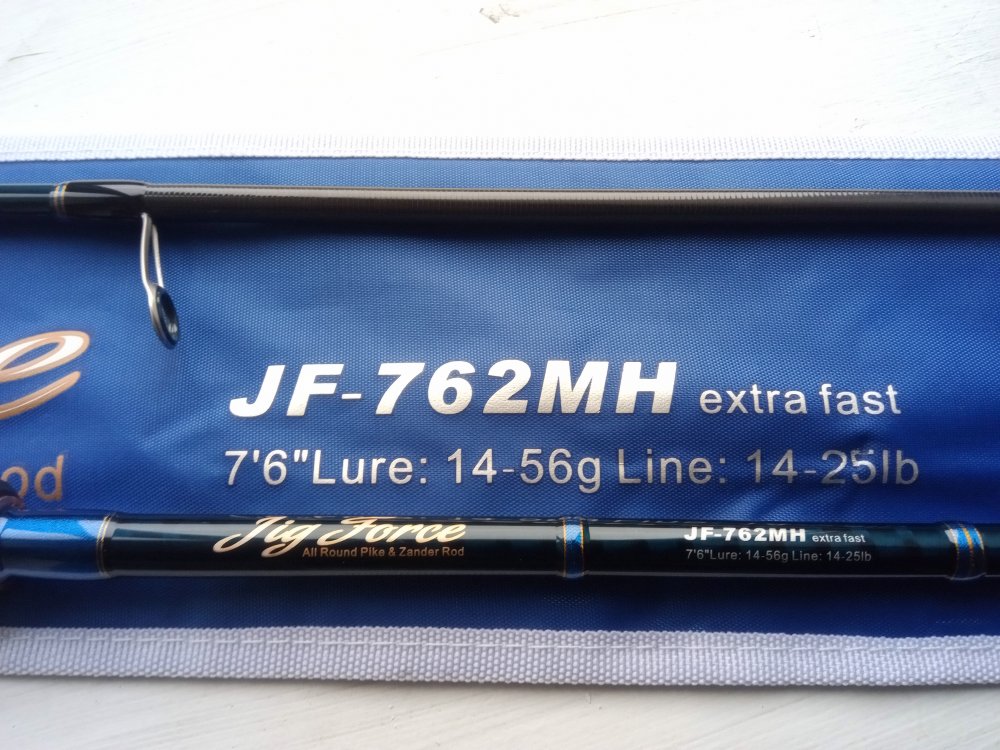 e
od
JF-762MH extra fast
7'6"Lure: 14-56g Line: 14-25lb
Jig Force
All Round Pike & Zander Rod
JF-762MH extra fast
7'6"Lure: 14-56g Line: 14-25lb